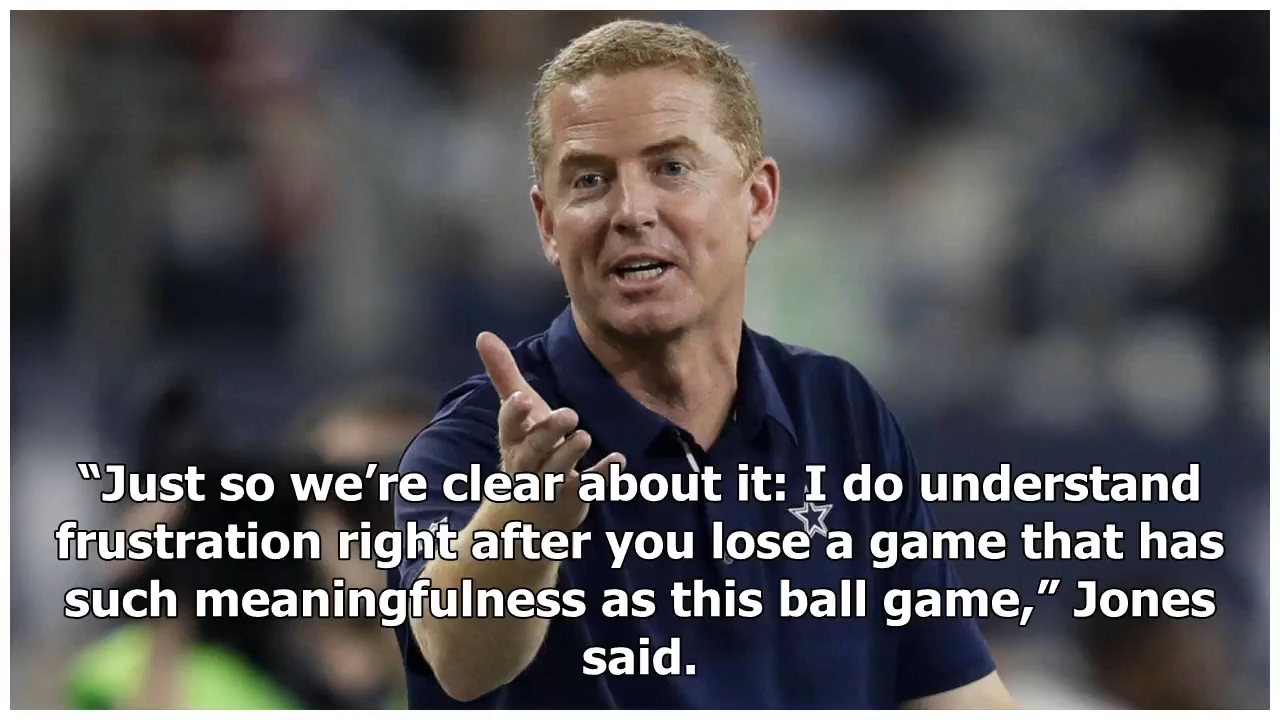 “Just so we’re clear about it: I do understand
frustration right after you lose a game that has
such meaningfulness as this ball game,” Jones
said.